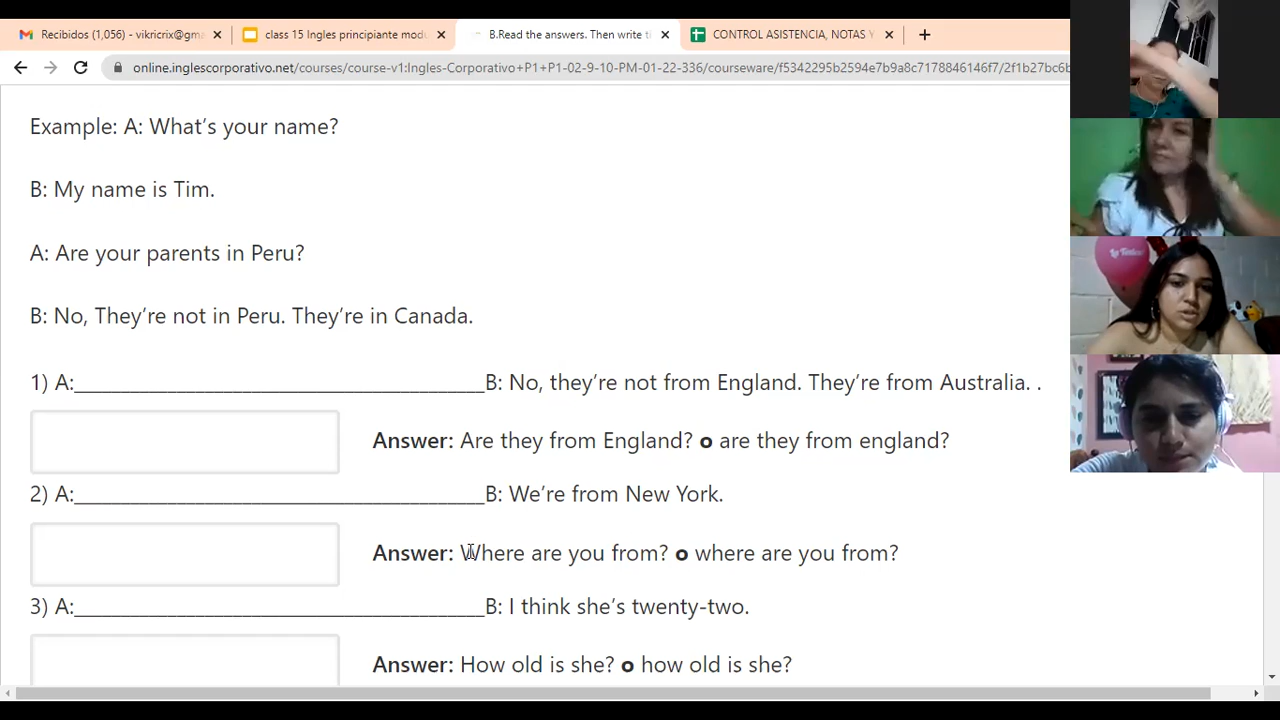 Recibidos (1,056) - vikricrix@gm
class 15 Ingles principiante mod
B.Read the answers. Then write t
CONTROL ASISTENCIA, NOTAS Y
online.inglescorporativo.net/courses/course-v1:Ingles-Corporativo+P1+P1-02-9-10-PM-01-22-336/courseware/f5342295b2594e7b9a8c7178846146f7/2f1b27bc6b
Example: A: What's your name?
B: My name is Tim.
A: Are your parents in Peru?
B: No, They're not in Peru. They're in Canada.
1) A:__________________________________B: No, they're not from England. They're from Australia. .
Answer: Are they from England? o are they from england?
2) A:__________________________________B: We're from New York.
Answer: Where are you from? o where are you from?
3) A:__________________________________B: I think she's twenty-two.
Answer: How old is she? o how old is she?